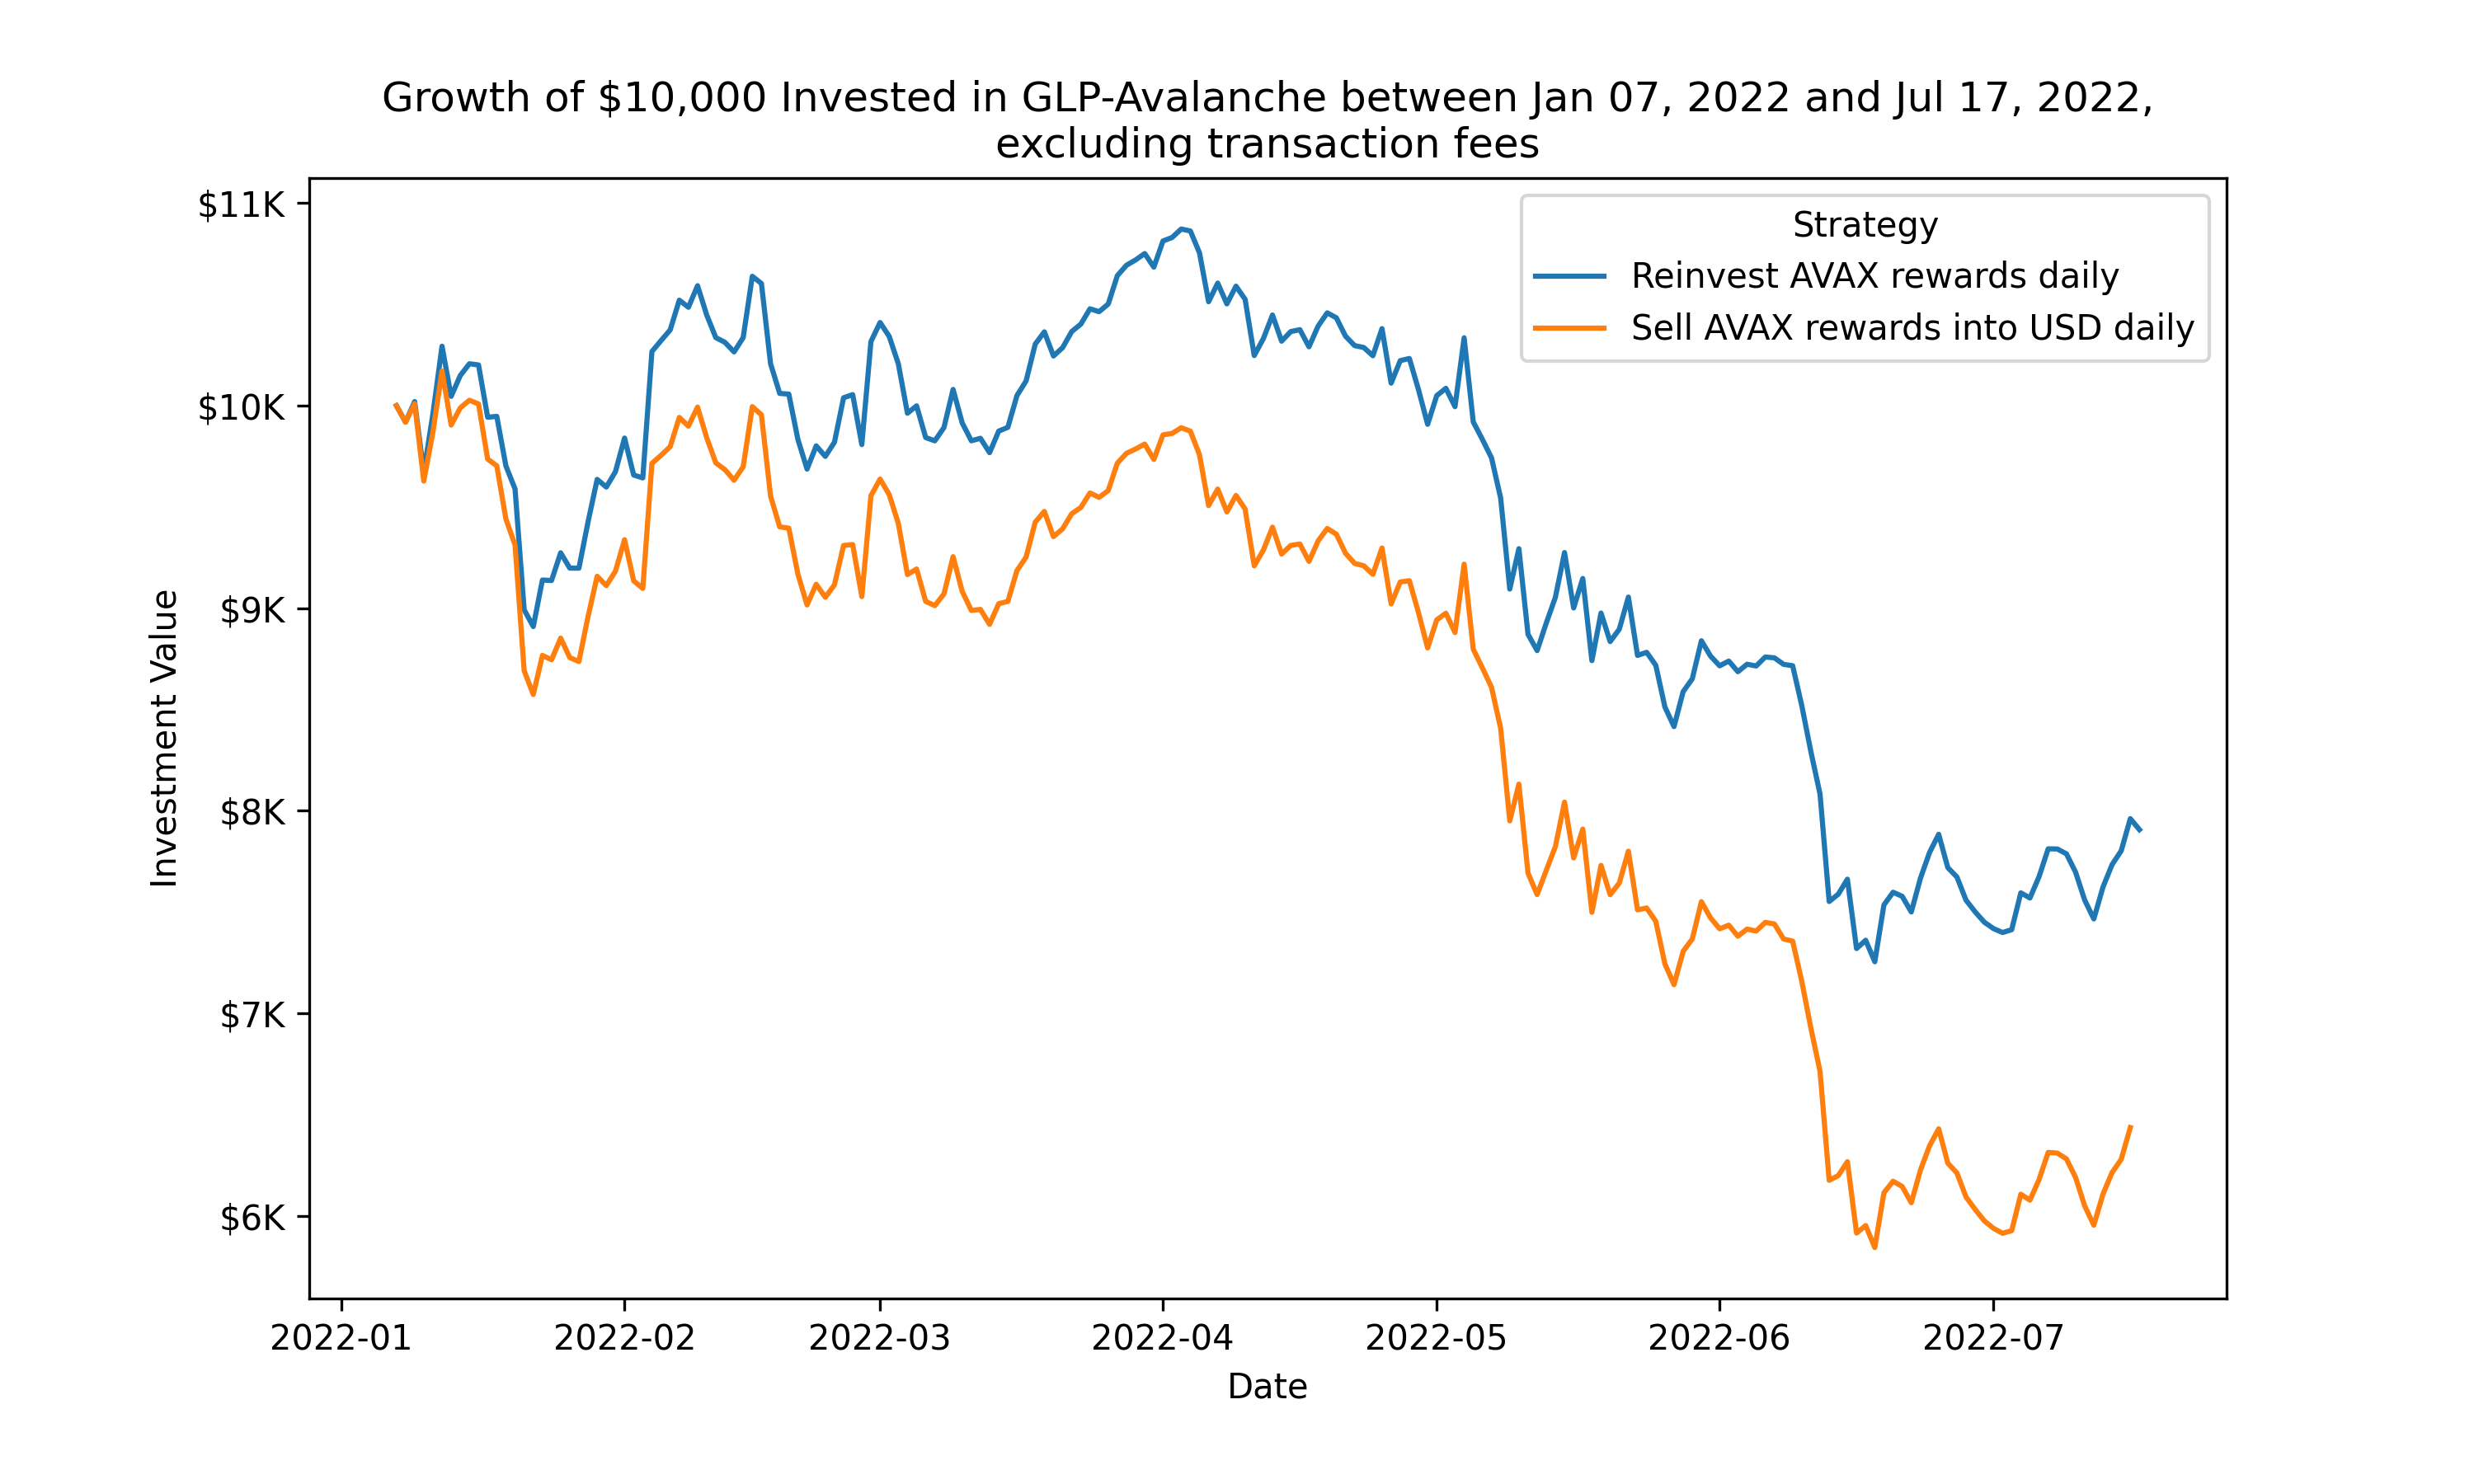 Growth of $10,000 Invested in GLP-Avalanche between Jan 07, 2022 and Jul 17, 2022,
excluding transaction fees
Strategy
Reinvest AVAX rewards daily
Sell AVAX rewards into USD daily
Investment Value
$11K
$10K
$9K
$8K
$7K
$6K
2022-01
2022-02
2022-03
2022-04
2022-05
2022-06
2022-07
Date